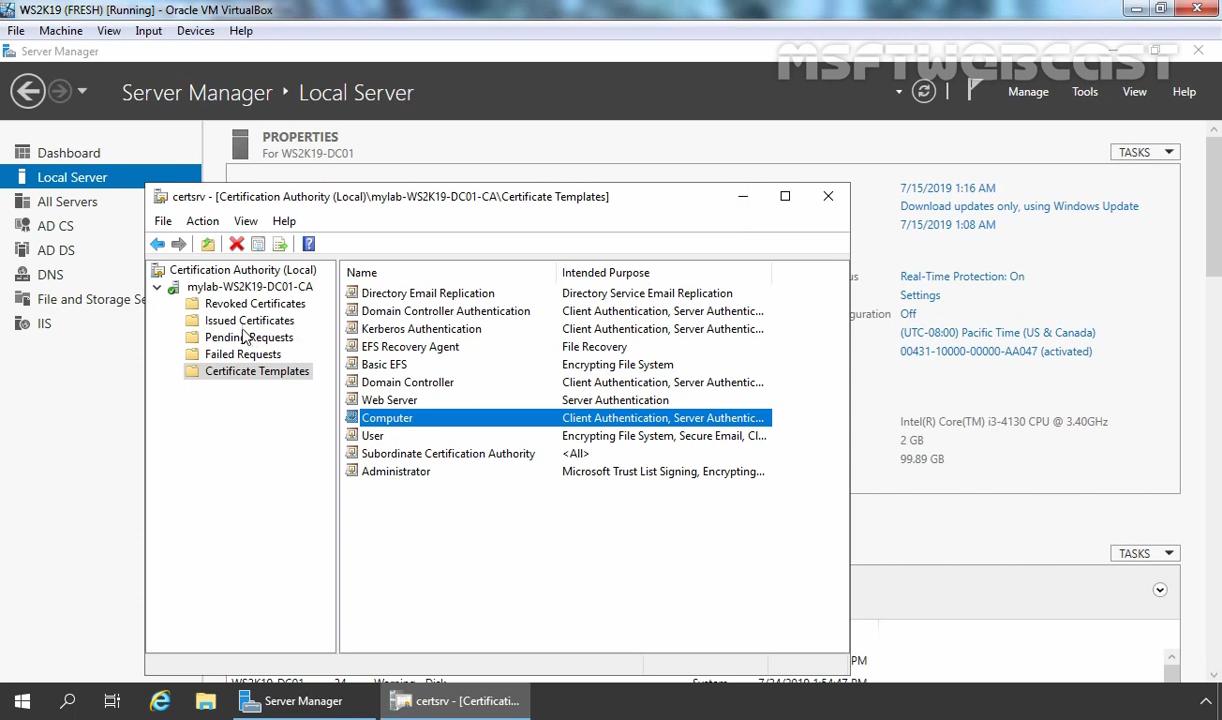 WS2K19 (FRESH) [Running] - Oracle VM VirtualBox
File Machine View Input Devices Help
Server Manager
MSFTWEBCAST
Server Manager • Local Server
Manage Tools View Help
Dashboard
Local Server
All Servers
AD CS
AD DS
DNS
File and Storage Se
IIS
PROPERTIES
For WS2K19-DC01
TASKS
7/15/2019 1:16 AM
Download updates only, using Windows Update
7/15/2019 1:08 AM
us Real-Time Protection: On
Settings
guration Off
(UTC-08:00) Pacific Time (US & Canada)
00431-10000-00000-AA047 (activated)
Intel(R) Core(TM) i3-4130 CPU @ 3.40GHz
2 GB
99.89 GB
TASKS
certsrv - [Certification Authority (Local)\mylab-WS2K19-DC01-CA\Certificate Templates]
File Action View Help
Certification Authority (Local)
mylab-WS2K19-DC01-CA
Revoked Certificates
Issued Certificates
Pending Requests
Failed Requests
Certificate Templates
Name Intended Purpose
Directory Email Replication Directory Service Email Replication
Domain Controller Authentication Client Authentication, Server Authentic...
Kerberos Authentication Client Authentication, Server Authentic...
EFS Recovery Agent File Recovery
Basic EFS Encrypting File System
Domain Controller Client Authentication, Server Authentic...
Web Server Server Authentication
Computer Client Authentication, Server Authentic...
User Encrypting File System, Secure Email, Cl...
Subordinate Certification Authority <All>
Administrator Microsoft Trust List Signing, Encrypting...
PM
Server Manager
certsrv - [Certificati...